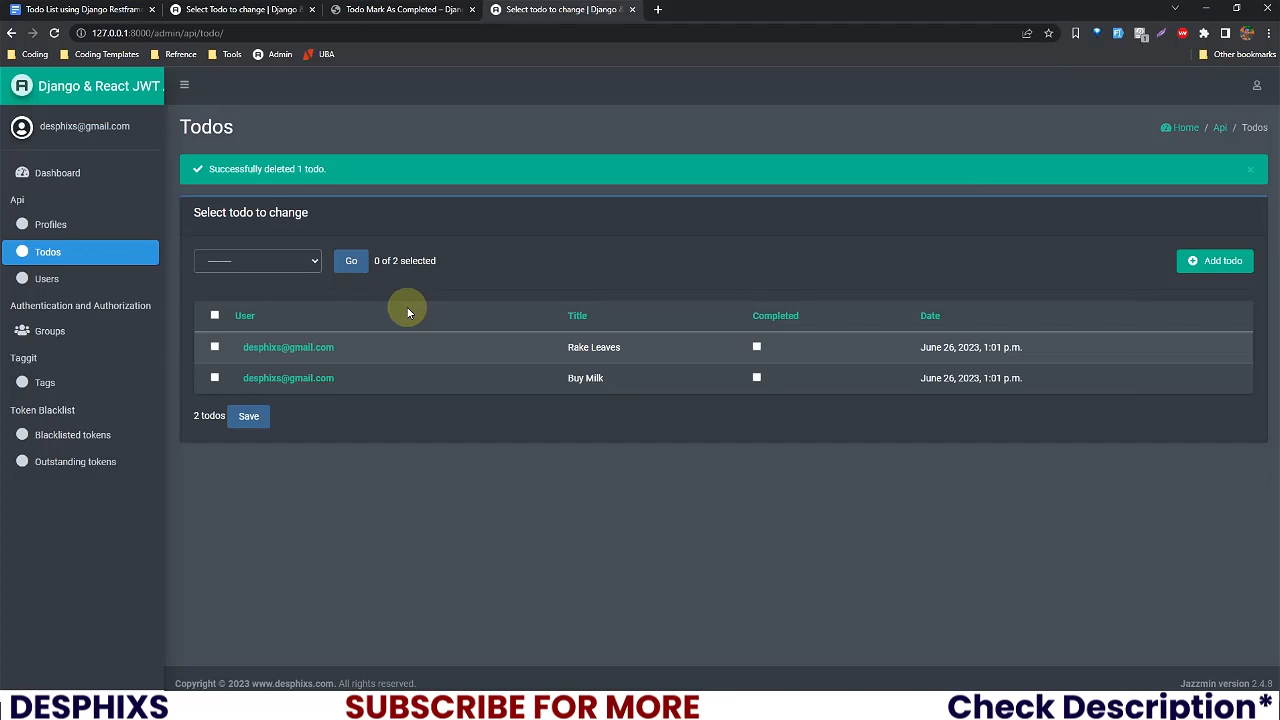 Todo List using Django Restfram
Select Todo to change | Django &
Todo Mark As Completed – Djan
Select todo to change | Django &
127.0.0.1:8000/admin/api/todo/
Coding
Coding Templates
Refrence
Tools
Admin
UBA
Other bookmarks
Django & React JWT
desphixs@gmail.com
Dashboard
Api
Profiles
Todos
Users
Authentication and Authorization
Groups
Taggit
Tags
Token Blacklist
Blacklisted tokens
Outstanding tokens
Todos
Home / Api / Todos
Successfully deleted 1 todo.
Select todo to change
Go
0 of 2 selected
Add todo
User Title Completed Date
desphixs@gmail.com Rake Leaves June 26, 2023, 1:01 p.m.
desphixs@gmail.com Buy Milk June 26, 2023, 1:01 p.m.
2 todos Save
Copyright © 2023 www.desphixs.com. All rights reserved.
Jazzmin version 2.4.8
DESPHIXS SUBSCRIBE FOR MORE Check Description*